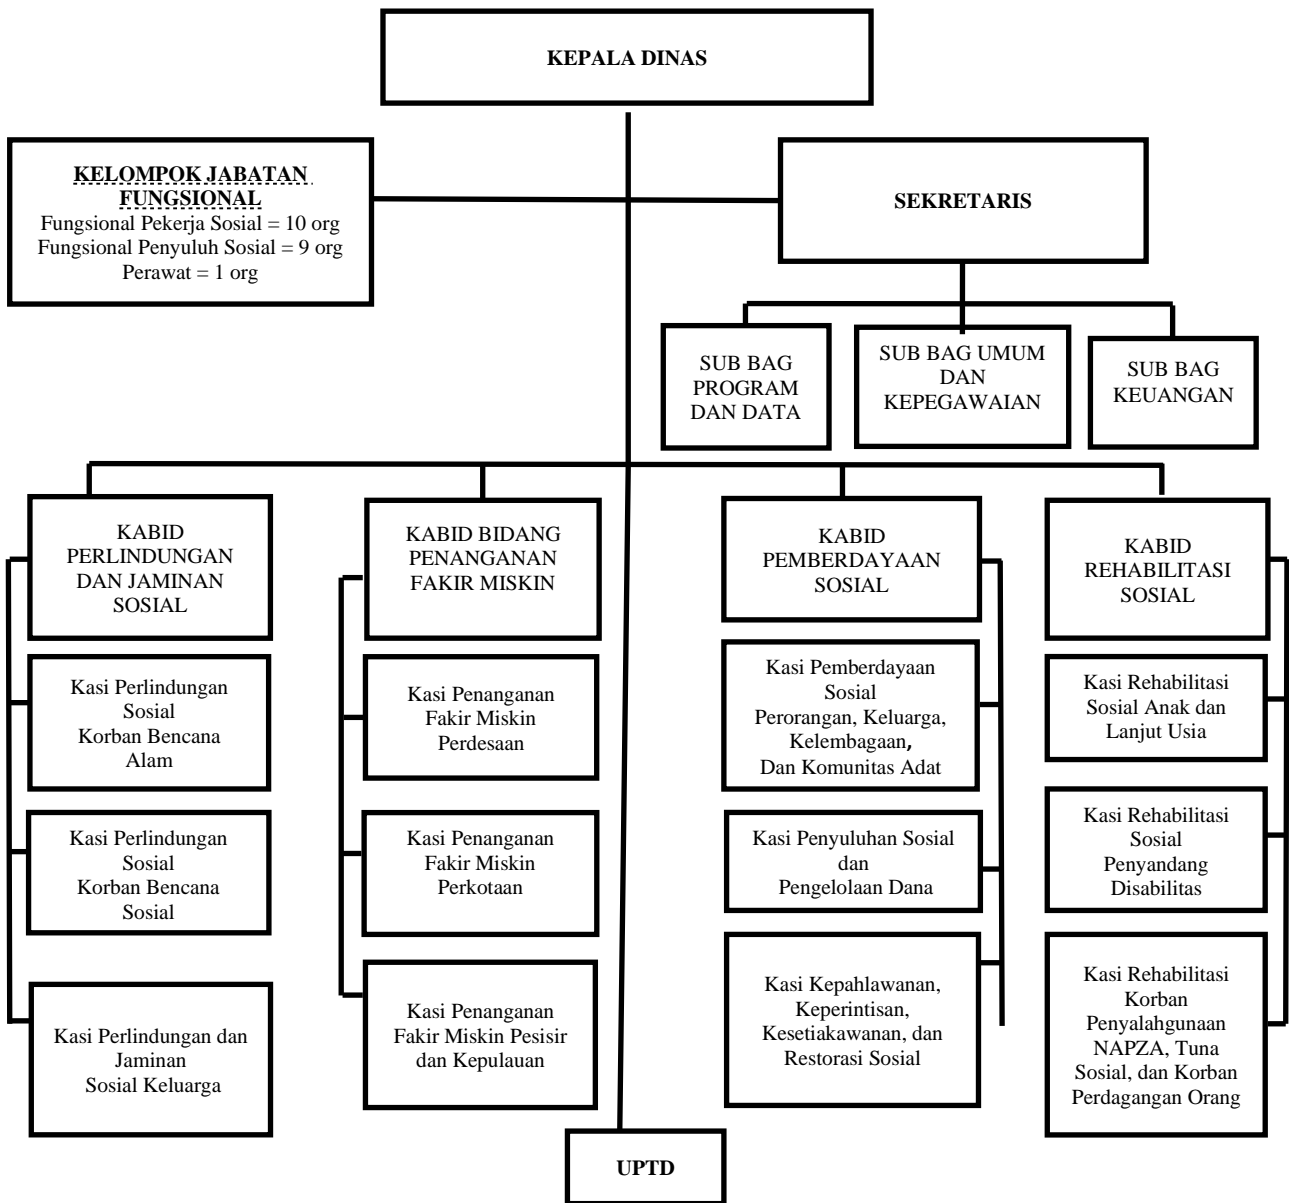 KEPALA DINAS
KELOMPOK JABATAN
FUNGSIONAL
Fungsional Pekerja Sosial = 10 org
Fungsional Penyuluh Sosial = 9 org
Perawat = 1 org
SEKRETARIS
SUB BAG
PROGRAM
DAN DATA
SUB BAG UMUM
DAN
KEPEGAWAIAN
SUB BAG
KEUANGAN
KABID
PERLINDUNGAN
DAN JAMINAN
SOSIAL
KABID BIDANG
PENANGANAN
FAKIR MISKIN
KABID
PEMBERDAYAAN
SOSIAL
KABID
REHABILITASI
SOSIAL
Kasi Perlindungan
Sosial
Korban Bencana
Alam
Kasi Penanganan
Fakir Miskin
Perdesaan
Kasi Pemberdayaan
Sosial
Perorangan, Keluarga,
Kelembagaan,
Dan Komunitas Adat
Kasi Rehabilitasi
Sosial Anak dan
Lanjut Usia
Kasi Perlindungan
Sosial
Korban Bencana
Sosial
Kasi Penanganan
Fakir Miskin
Perkotaan
Kasi Penyuluhan Sosial
dan
Pengelolaan Dana
Kasi Rehabilitasi
Sosial
Penyandang
Disabilitas
Kasi Perlindungan dan
Jaminan
Sosial Keluarga
Kasi Penanganan
Fakir Miskin Pesisir
dan Kepulauan
Kasi Kepahlawanan,
Keperintisan,
Kesetiakawanan, dan
Restorasi Sosial
Kasi Rehabilitasi
Korban
Penyalahgunaan
NAPZA, Tuna
Sosial, dan Korban
Perdagangan Orang
UPTD